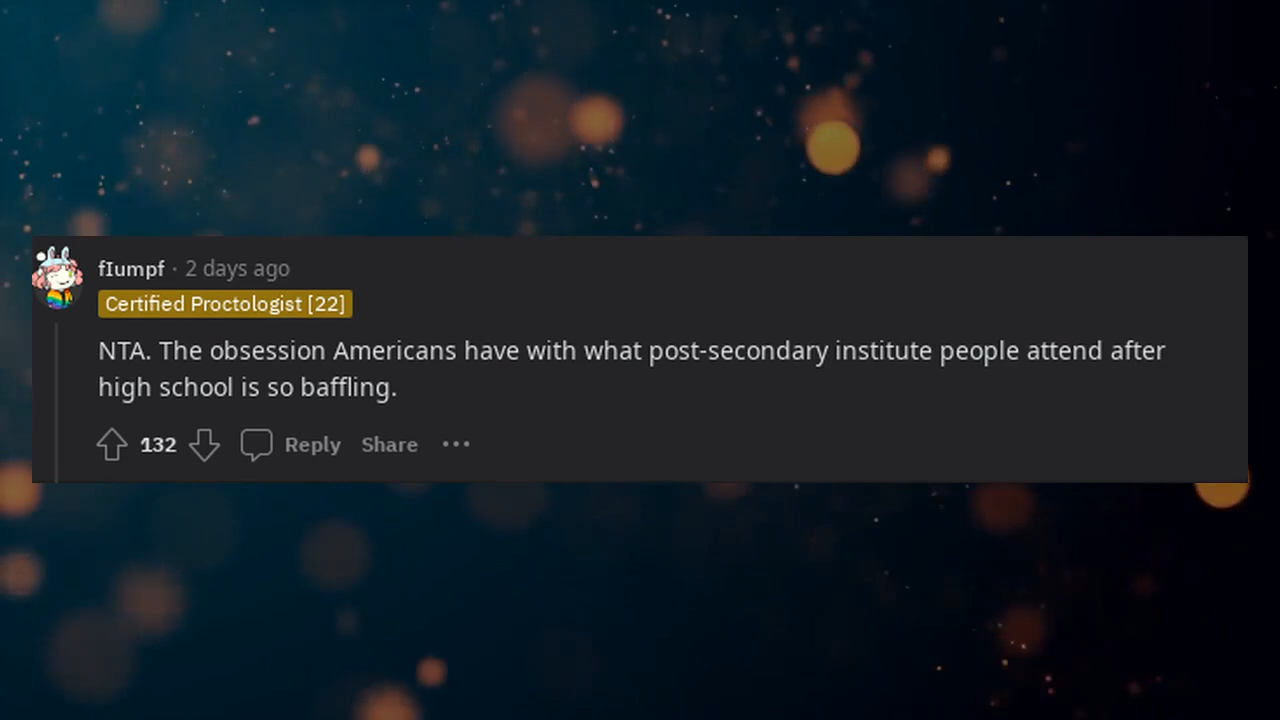 fIumpf · 2 days ago
Certified Proctologist [22]
NTA. The obsession Americans have with what post-secondary institute people attend after
high school is so baffling.
132 Reply Share ···